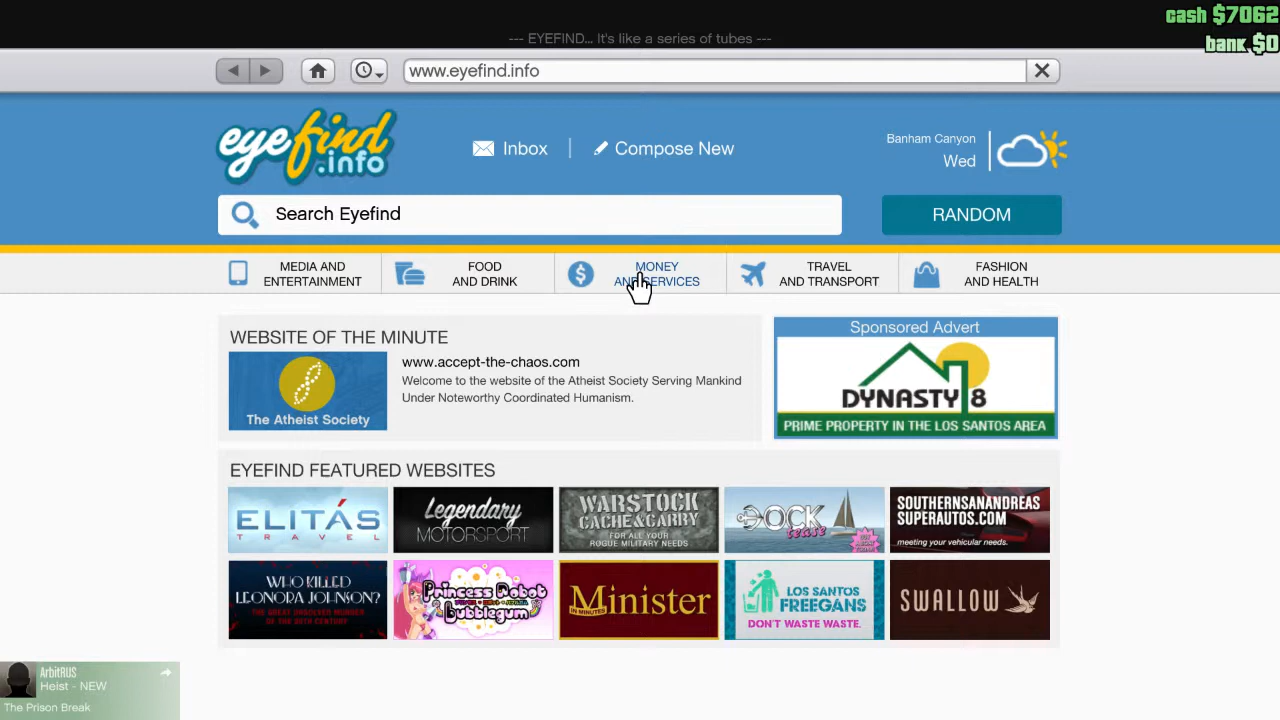 cash $7062
--- EYEFIND... It's like a series of tubes ---
bank $0
www.eyefind.info
eyefind
.info
Inbox
Compose New
Banham Canyon
Wed
Search Eyefind
RANDOM
MEDIA AND
ENTERTAINMENT
FOOD
AND DRINK
MONEY
AND SERVICES
TRAVEL
AND TRANSPORT
FASHION
AND HEALTH
WEBSITE OF THE MINUTE
The Atheist Society
www.accept-the-chaos.com
Welcome to the website of the Atheist Society Serving Mankind
Under Noteworthy Coordinated Humanism.
Sponsored Advert
DYNASTY 8
PRIME PROPERTY IN THE LOS SANTOS AREA
EYEFIND FEATURED WEBSITES
ELITÁS
TRAVEL
Legendary
MOTORSPORT
WARSTOCK
CACHE & CARRY
FOR ALL YOUR
ROGUE MILITARY NEEDS
DOCK
tease
SOUTHERNSANANDREAS
SUPERAUTOS.COM
meeting your vehicular needs.
WHO KILLED
LEONORA JOHNSON?
THE GREAT UNSOLVED MURDER
OF THE 20TH CENTURY
Princess Robot
Bubblegum
IN MINUTES
Minister
LOS SANTOS
FREEGANS
DON'T WASTE WASTE.
SWALLOW
ArbitRUS
Heist - NEW
The Prison Break